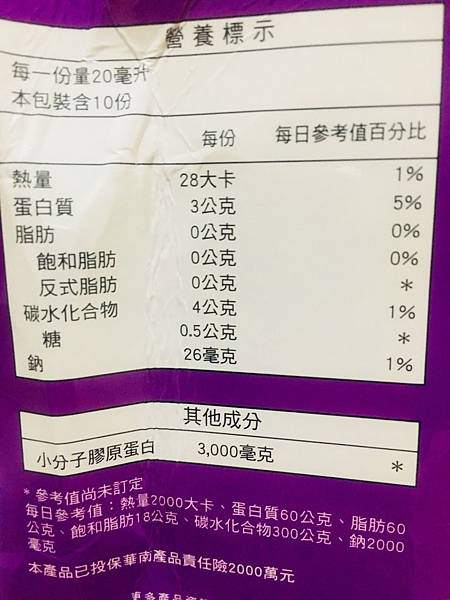 營養標示
每一份量20毫升
本包裝含10份
每份 每日參考值百分比
熱量 28大卡 1%
蛋白質 3公克 5%
脂肪 0公克 0%
飽和脂肪 0公克 0%
反式脂肪 0公克 *
碳水化合物 4公克 1%
糖 0.5公克 *
鈉 26毫克 1%
其他成分
小分子膠原蛋白 3,000毫克 *
* 參考值尚未訂定
每日參考值：熱量2000大卡、蛋白質60公克、脂肪60
公克、飽和脂肪18公克、碳水化合物300公克、鈉2000
毫克
本產品已投保華南產品責任險2000萬元
更多產品資